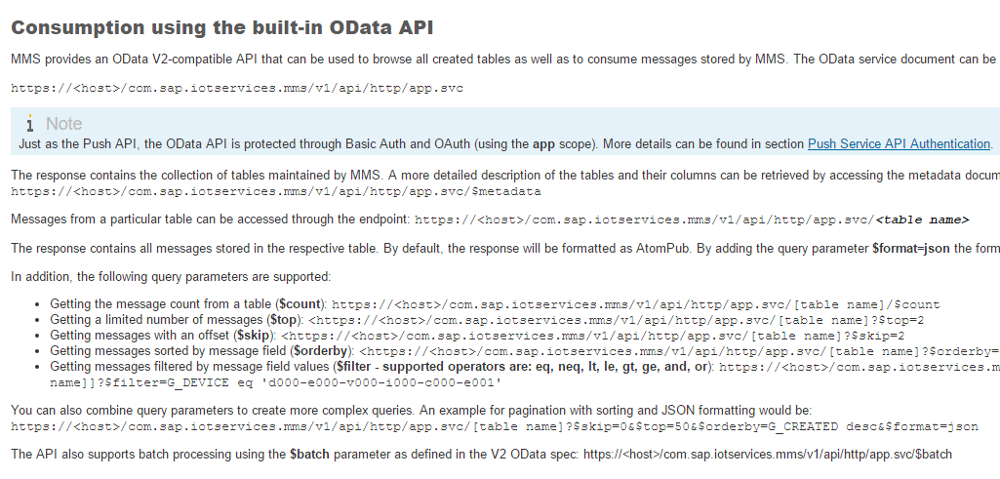 Consumption using the built-in OData API
MMS provides an OData V2-compatible API that can be used to browse all created tables as well as to consume messages stored by MMS. The OData service document can be
https://<host>/com.sap.iotservices.mms/v1/api/http/app.svc
i Note
Just as the Push API, the OData API is protected through Basic Auth and OAuth (using the app scope). More details can be found in section Push Service API Authentication.
The response contains the collection of tables maintained by MMS. A more detailed description of the tables and their columns can be retrieved by accessing the metadata docum
https://<host>/com.sap.iotservices.mms/v1/api/http/app.svc/$metadata
Messages from a particular table can be accessed through the endpoint: https://<host>/com.sap.iotservices.mms/v1/api/http/app.svc/<table name>
The response contains all messages stored in the respective table. By default, the response will be formatted as AtomPub. By adding the query parameter $format=json the form
In addition, the following query parameters are supported:
• Getting the message count from a table ($count): https://<host>/com.sap.iotservices.mms/v1/api/http/app.svc/[table name]/$count
• Getting a limited number of messages ($top): <https://<host>/com.sap.iotservices.mms/v1/api/http/app.svc/[table name]?$top=2
• Getting messages with an offset ($skip): <https://<host>/com.sap.iotservices.mms/v1/api/http/app.svc/[table name]?$skip=2
• Getting messages sorted by message field ($orderby): <https://<host>/com.sap.iotservices.mms/v1/api/http/app.svc/[table name]?$orderby=
• Getting messages filtered by message field values ($filter - supported operators are: eq, neq, lt, le, gt, ge, and, or): https://<host>/com.sap.iotservices.m
name]]?$filter=G_DEVICE eq 'd000-e000-v000-i000-c000-e001'
You can also combine query parameters to create more complex queries. An example for pagination with sorting and JSON formatting would be:
https://<host>/com.sap.iotservices.mms/v1/api/http/app.svc/[table name]?$skip=0&$top=50&$orderby=G_CREATED desc&$format=json
The API also supports batch processing using the $batch parameter as defined in the V2 OData spec: https://<host>/com.sap.iotservices.mms/v1/api/http/app.svc/$batch